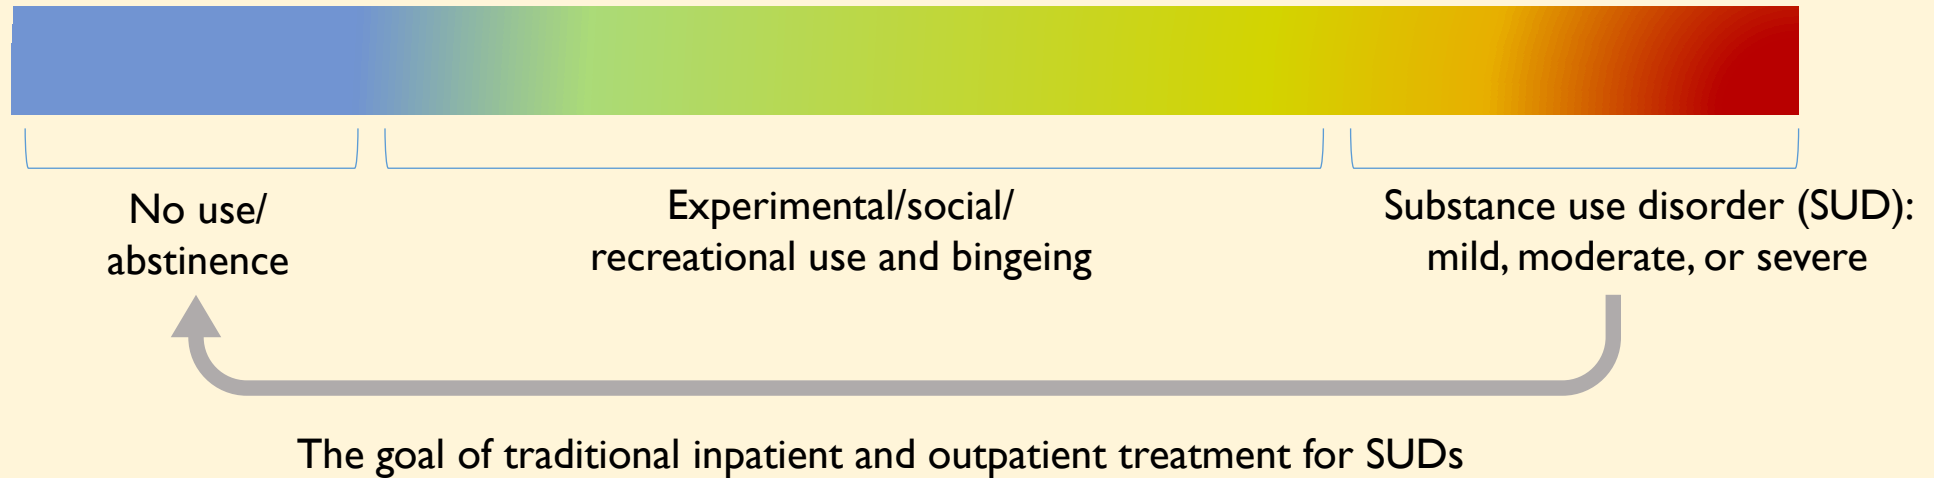 No use/
abstinence
Experimental/social/
recreational use and bingeing
Substance use disorder (SUD):
mild, moderate, or severe
The goal of traditional inpatient and outpatient treatment for SUDs